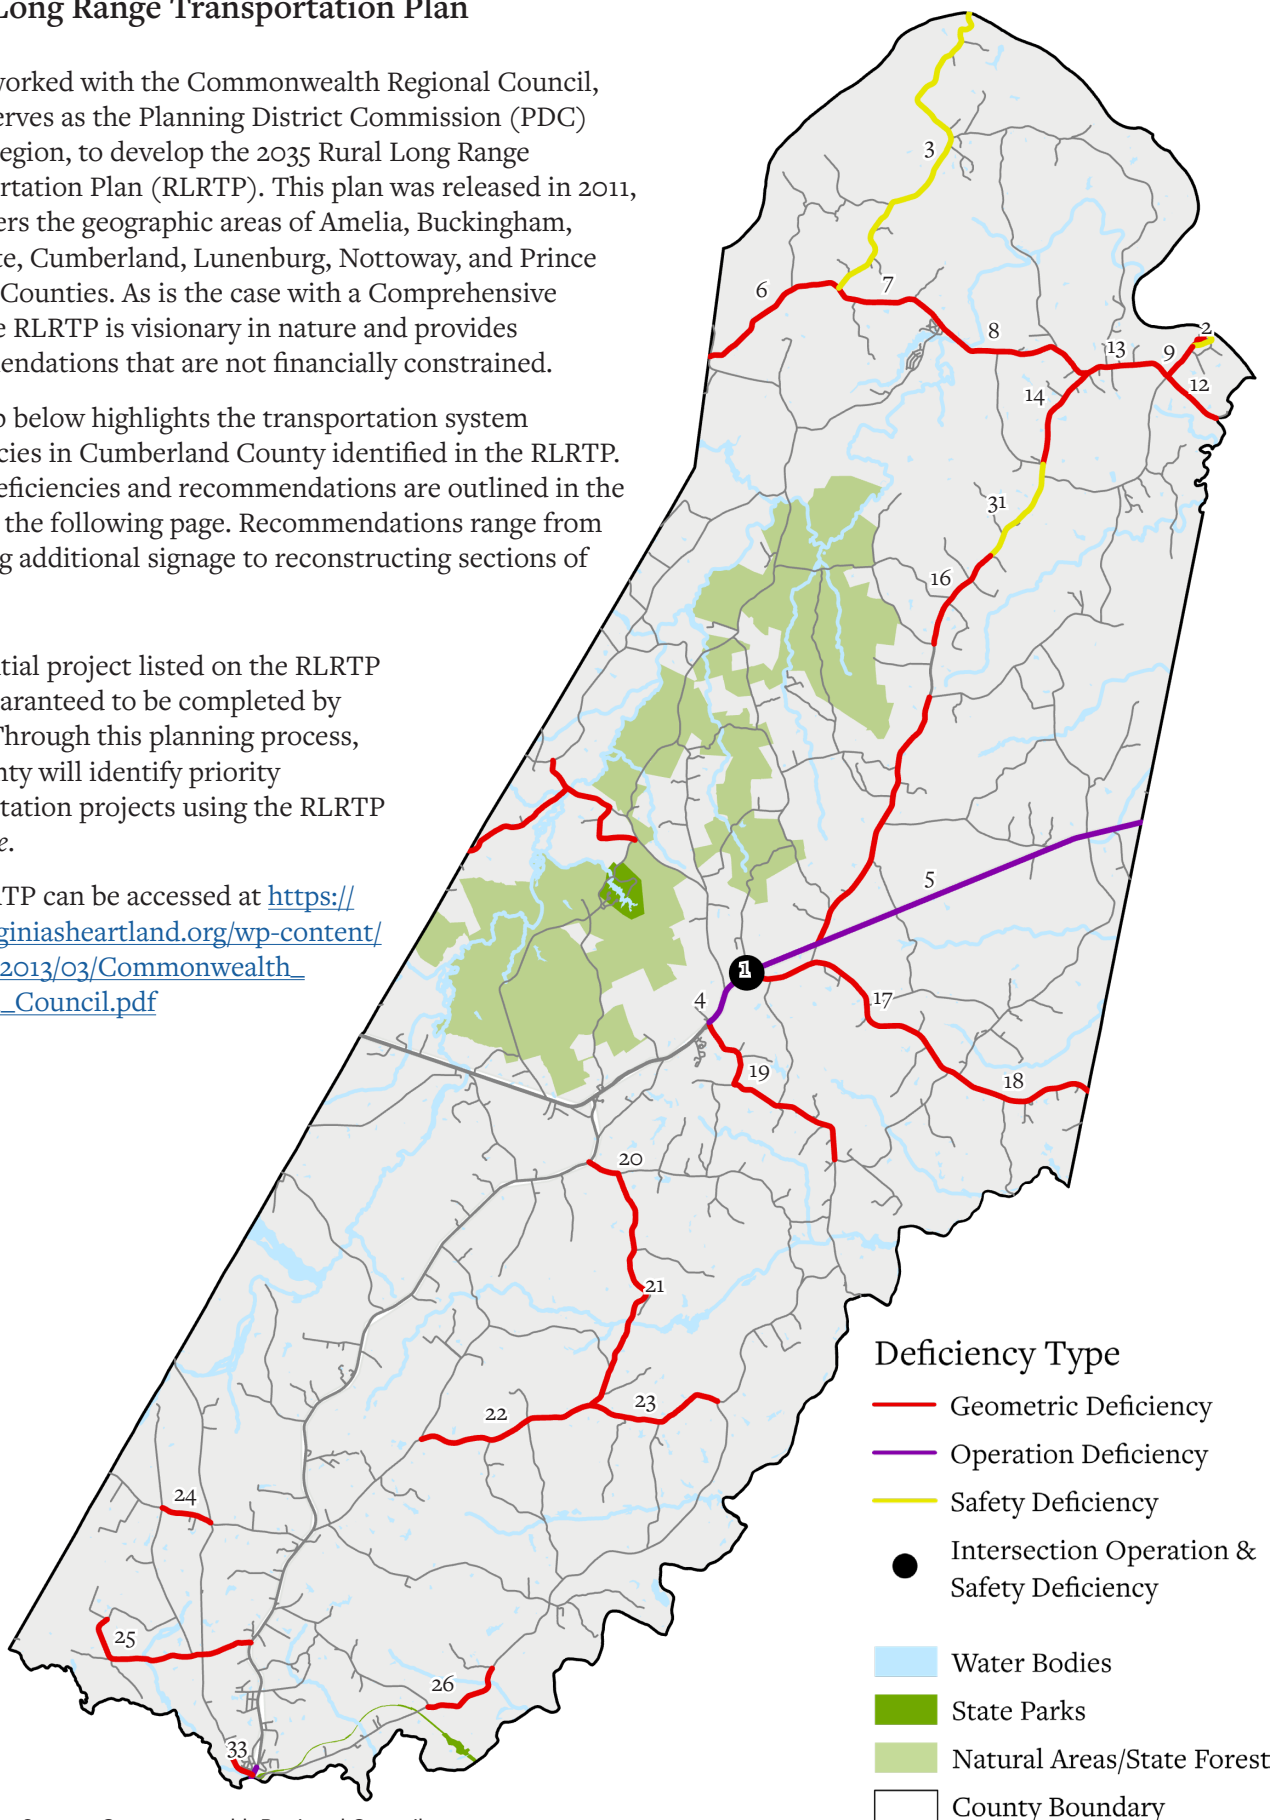 Long Range Transportation Plan
worked with the Commonwealth Regional Council,
erves as the Planning District Commission (PDC)
egion, to develop the 2035 Rural Long Range
rtation Plan (RLRTP). This plan was released in 2011,
ers the geographic areas of Amelia, Buckingham,
te, Cumberland, Lunenburg, Nottoway, and Prince
Counties. As is the case with a Comprehensive
e RLRTP is visionary in nature and provides
endations that are not financially constrained.
p below highlights the transportation system
cies in Cumberland County identified in the RLRTP.
eficiencies and recommendations are outlined in the
the following page. Recommendations range from
g additional signage to reconstructing sections of
tial project listed on the RLRTP
aranteed to be completed by
Through this planning process,
nty will identify priority
tation projects using the RLRTP
e.
RTP can be accessed at https://
giniasheartland.org/wp-content/
2013/03/Commonwealth_
_Council.pdf
3
6
7
8
2
13
9
12
14
31
16
5
1
4
17
19
18
20
21
22
23
24
25
26
33
Deficiency Type
Geometric Deficiency
Operation Deficiency
Safety Deficiency
Intersection Operation &
Safety Deficiency
Water Bodies
State Parks
Natural Areas/State Forest
County Boundary